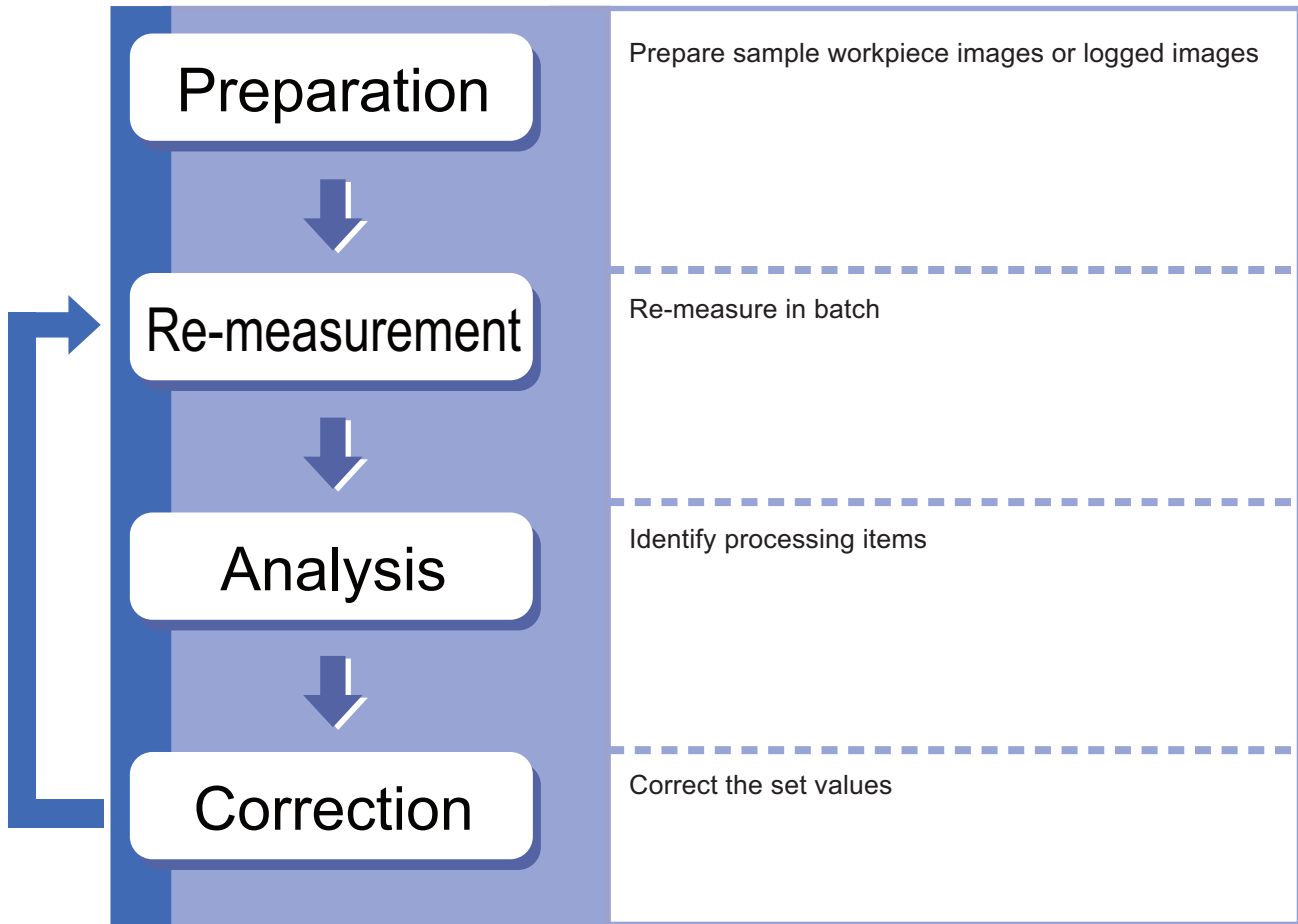 Preparation
Prepare sample workpiece images or logged images
Re-measurement
Re-measure in batch
Analysis
Identify processing items
Correction
Correct the set values